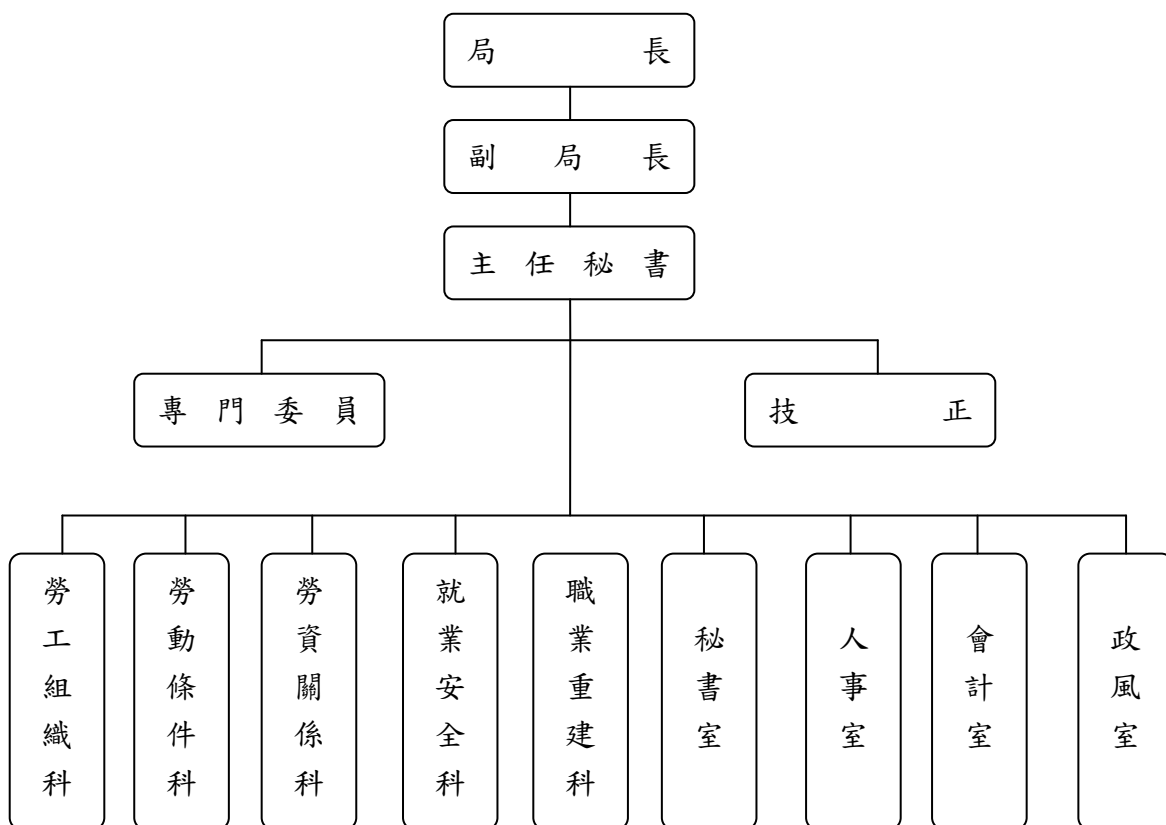 局長
副局長
主任秘書
專門委員
技正
勞工組織科
勞動條件科
勞資關係科
就業安全科
職業重建科
秘書室
人事室
會計室
政風室